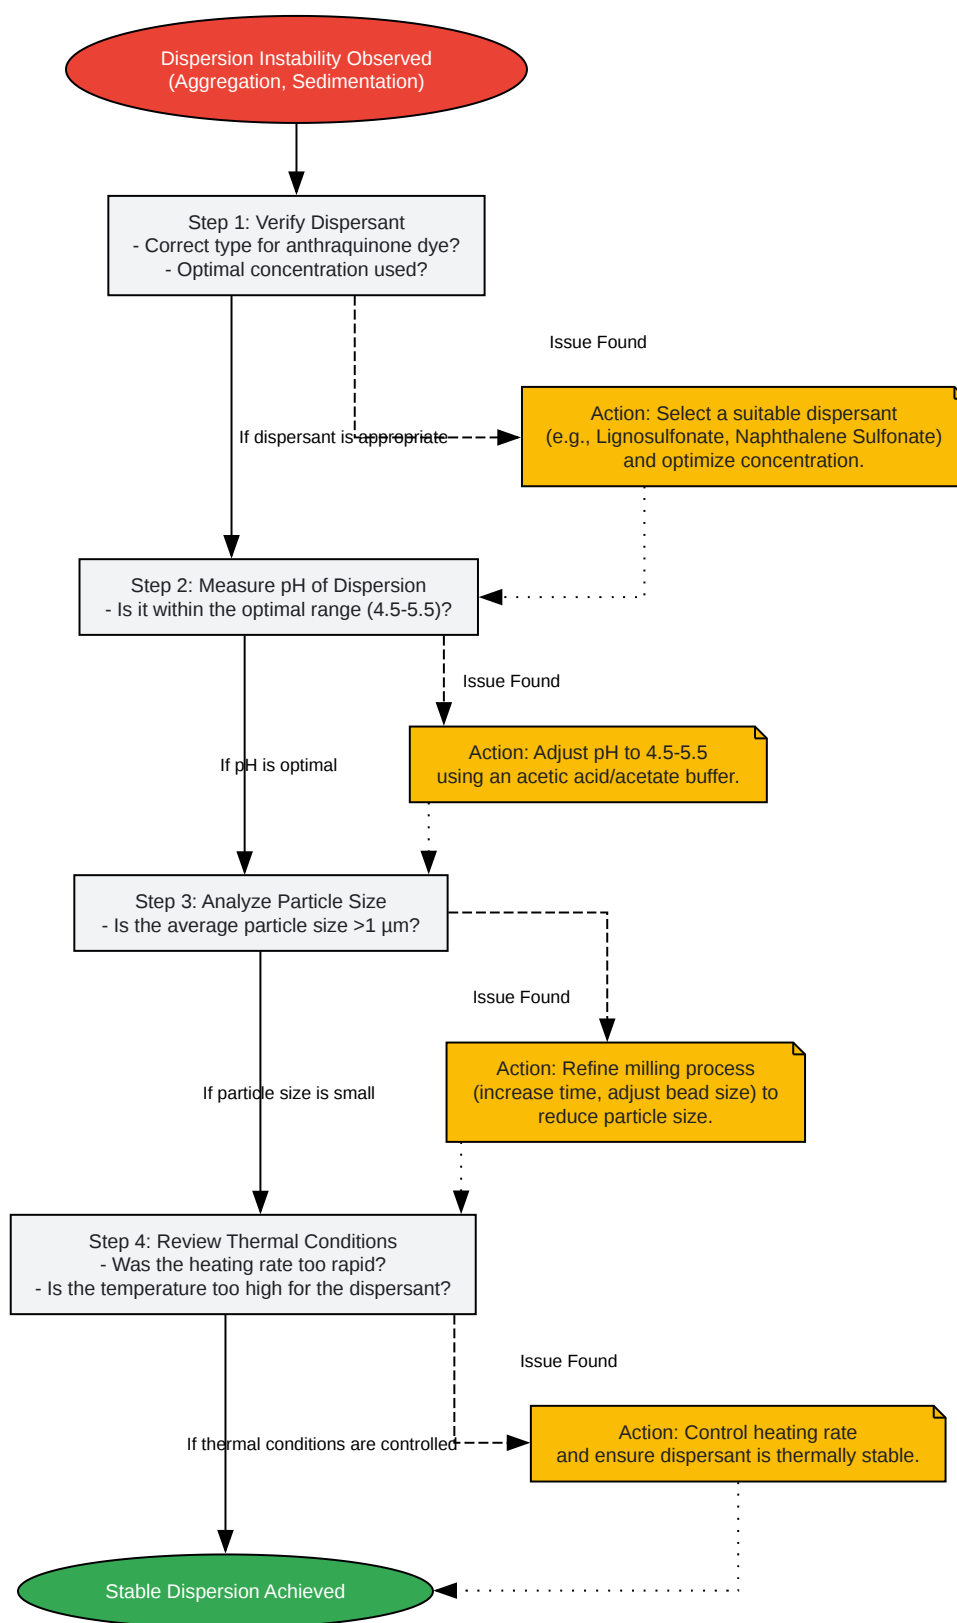 Dispersion Instability Observed
(Aggregation, Sedimentation)
Step 1: Verify Dispersant
- Correct type for anthraquinone dye?
- Optimal concentration used?
Issue Found
Action: Select a suitable dispersant
(e.g., Lignosulfonate, Naphthalene Sulfonate)
and optimize concentration.
If dispersant is appropriate
Step 2: Measure pH of Dispersion
- Is it within the optimal range (4.5-5.5)?
Issue Found
Action: Adjust pH to 4.5-5.5
using an acetic acid/acetate buffer.
If pH is optimal
Step 3: Analyze Particle Size
- Is the average particle size >1 µm?
Issue Found
Action: Refine milling process
(increase time, adjust bead size) to
reduce particle size.
If particle size is small
Step 4: Review Thermal Conditions
- Was the heating rate too rapid?
- Is the temperature too high for the dispersant?
Issue Found
Action: Control heating rate
and ensure dispersant is thermally stable.
If thermal conditions are controlled
Stable Dispersion Achieved